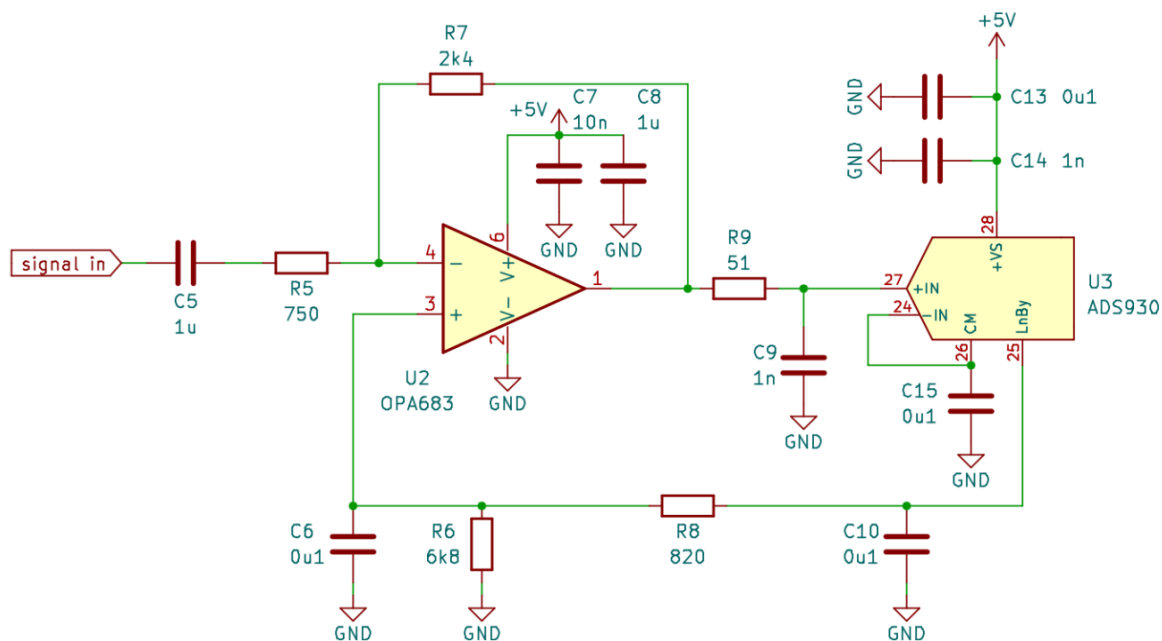 R7
2k4
+5V
C7
10n
C8
1u
GND
GND
+5V
GND
C13 0u1
GND
C14 1n
signal in
C5
1u
R5
750
4
3
6
V+
V-
2
1
U2
OPA683
GND
R9
51
C9
1n
GND
28
+VS
27
+IN
24
-IN
CM
LnBy
26
25
U3
ADS930
C15
0u1
GND
C6
0u1
GND
R6
6k8
GND
R8
820
C10
0u1
GND